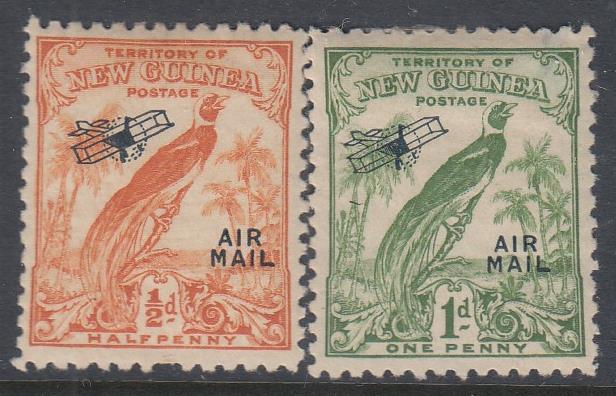 TERRITORY OF
NEW GUINEA
POSTAGE
AIR
MAIL
½d
HALFPENNY
TERRITORY OF
NEW GUINEA
POSTAGE
AIR
MAIL
1d
ONE PENNY